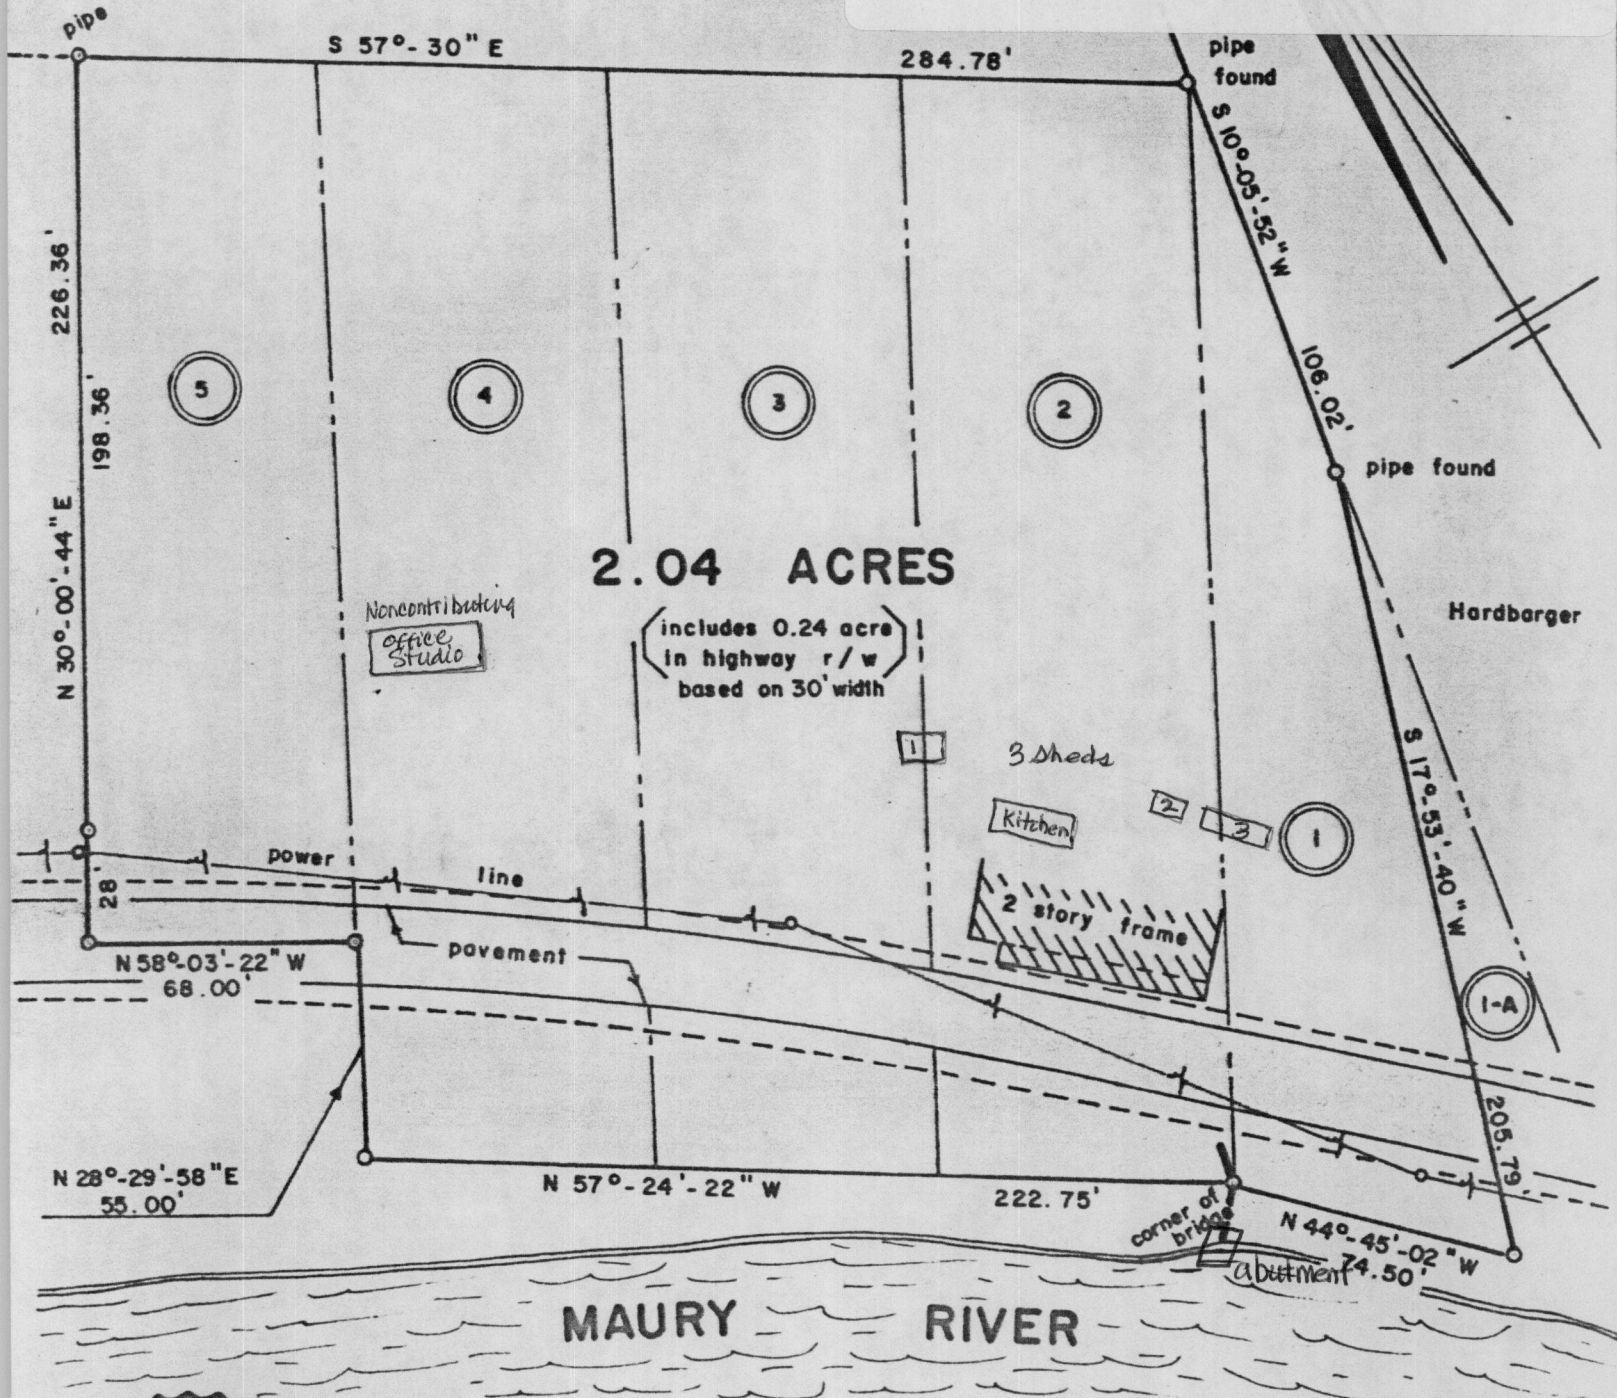 pipe
S 57°-30" E
284.78'
pipe
found
S 10°-05'-52" W
106.02'
pipe found
226.36'
198.36'
N 30°-00'-44" E
5
4
3
2
2.04 ACRES
(includes 0.24 acre
in highway r/w
based on 30' width)
Noncontributing
office
Studio
Hardbarger
1
3 sheds
Kitchen
2
3
1
S 17°-53'-40" W
205.79'
power line
28'
2 story frame
pavement
N 58°-03'-22" W
68.00'
1-A
N 28°-29'-58" E
55.00'
N 57°-24'-22" W
222.75'
corner of
bridge
N 44°-45'-02" W
74.50'
abutment
MAURY RIVER